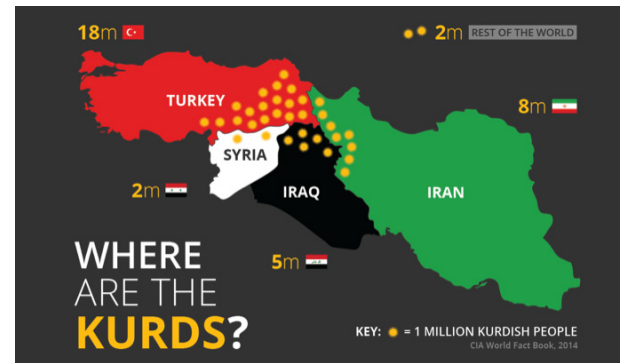 18m
2m REST OF THE WORLD
TURKEY
8m
SYRIA
2m
IRAQ
IRAN
5m
WHERE
ARE THE
KURDS?
KEY: = 1 MILLION KURDISH PEOPLE
CIA World Fact Book, 2014